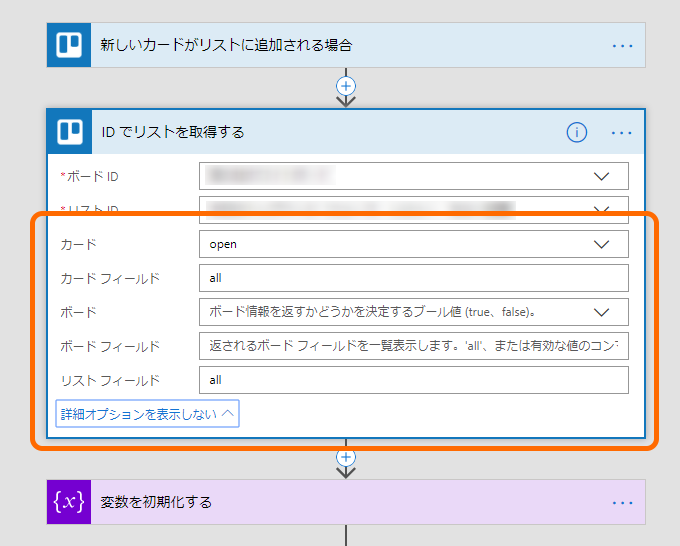 新しいカードがリストに追加される場合
ID でリストを取得する
*ボード ID
*リスト ID
カード
open
カード フィールド
all
ボード
ボード情報を返すかどうかを決定するブール値 (true、false)。
ボード フィールド
返されるボード フィールドを一覧表示します。'all'、または有効な値のコンマ
リスト フィールド
all
詳細オプションを表示しない
{x}
変数を初期化する